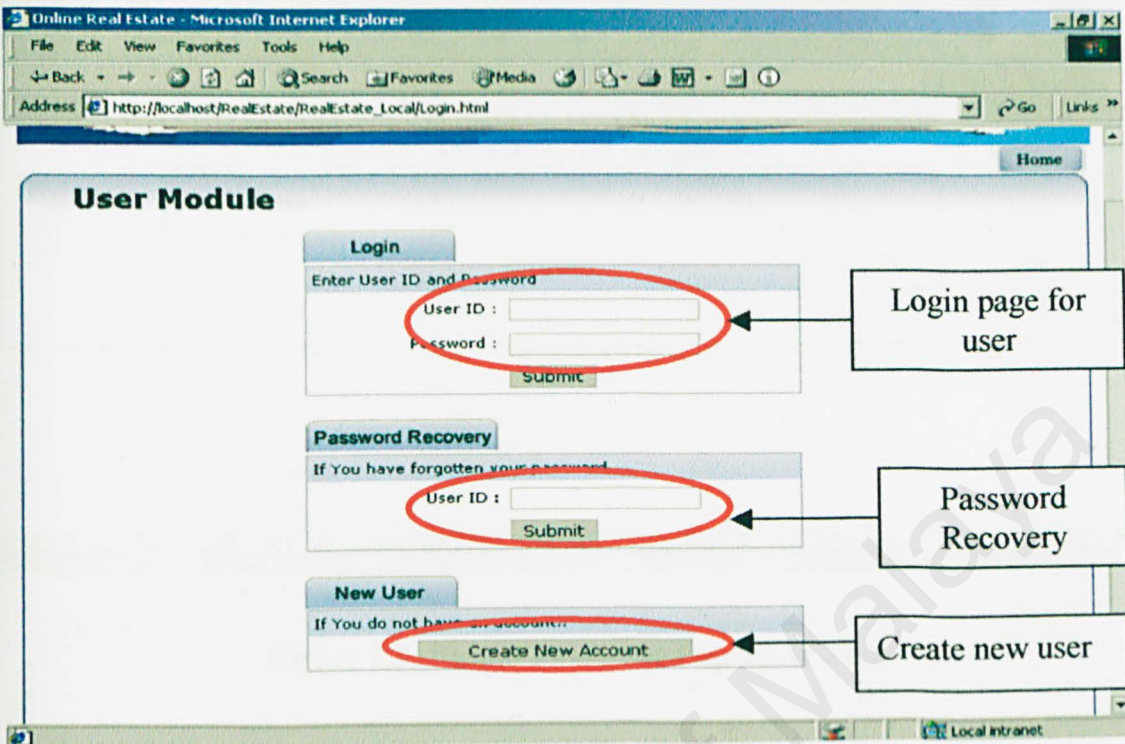 Online Real Estate - Microsoft Internet Explorer
File Edit View Favorites Tools Help
Back Search Favorites Media
Address http://localhost/RealEstate/RealEstate_Local/Login.html Go Links »
Home
User Module
Login
Enter User ID and Password
User ID :
Password :
Submit
Login page for
user
Password Recovery
If You have forgotten your password
User ID :
Submit
Password
Recovery
New User
If You do not have an account..
Create New Account
Create new user
Local intranet
of Malaya